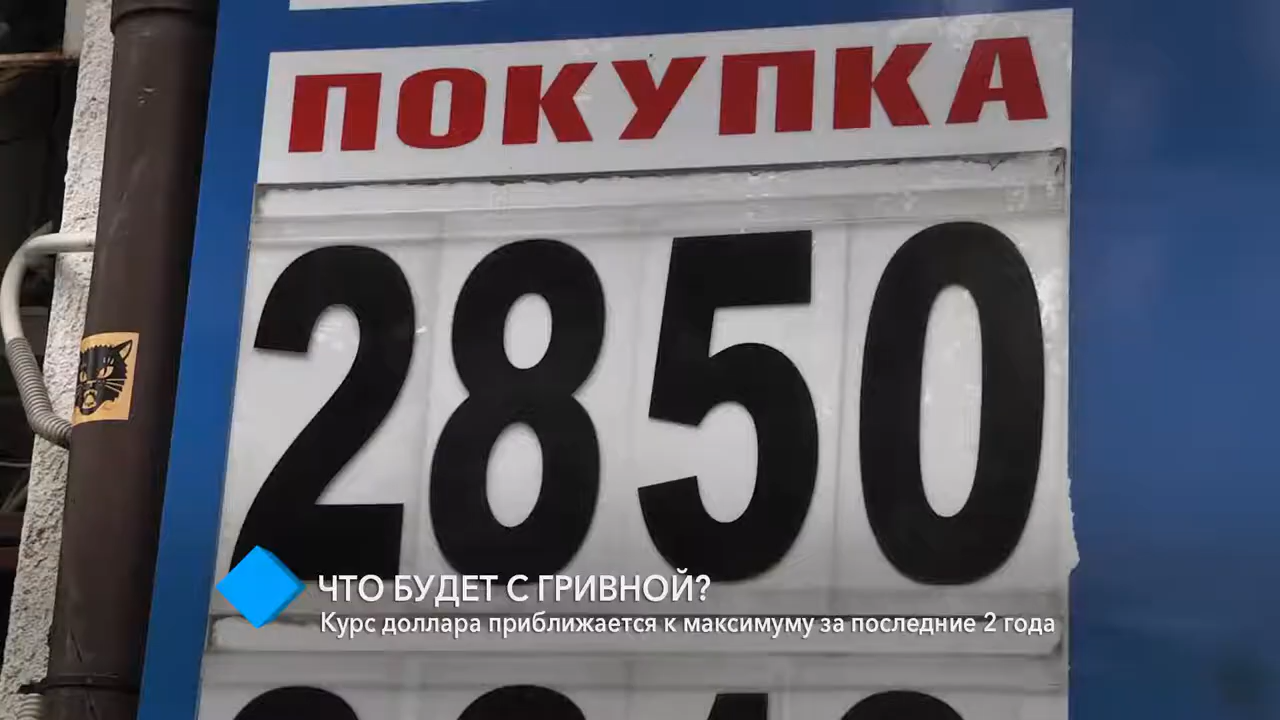 ПОКУПКА
2850
ЧТО БУДЕТ С ГРИВНОЙ?
Курс доллара приближается к максимуму за последние 2 года